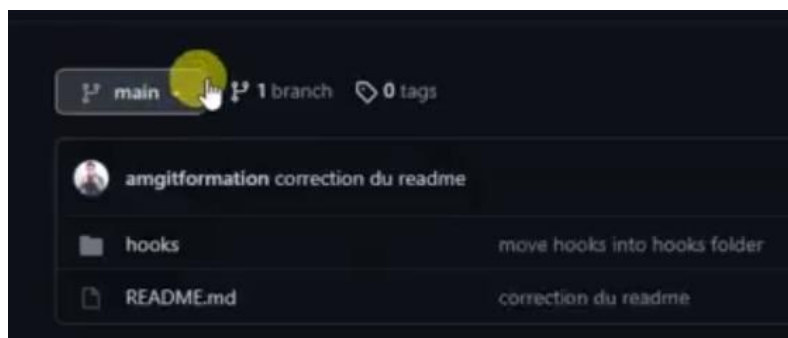 main 1 branch 0 tags
amgitformation correction du readme
hooks move hooks into hooks folder
README.md correction du readme